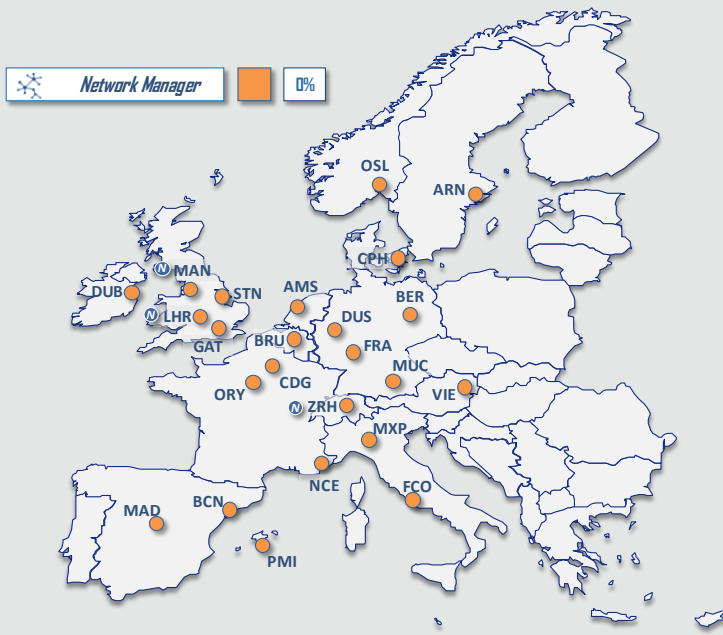 Network Manager 0%
OSL
ARN
CPH
N MAN
DUB
STN
AMS
BER
N LHR
DUS
GAT
BRU
FRA
MUC
ORY
CDG
VIE
N ZRH
MXP
NCE
FCO
MAD
BCN
PMI